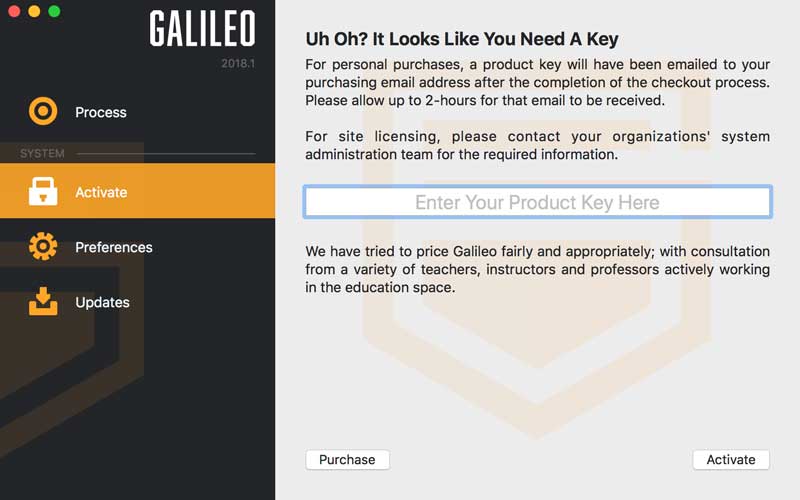 GALILEO
2018.1
Process
SYSTEM
Activate
Preferences
Updates
Uh Oh? It Looks Like You Need A Key
For personal purchases, a product key will have been emailed to your
purchasing email address after the completion of the checkout process.
Please allow up to 2-hours for that email to be received.
For site licensing, please contact your organizations' system
administration team for the required information.
Enter Your Product Key Here
We have tried to price Galileo fairly and appropriately; with consultation
from a variety of teachers, instructors and professors actively working
in the education space.
Purchase
Activate